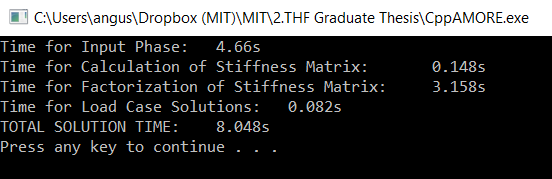 C:\Users\angus\Dropbox (MIT)\MIT\2.THF Graduate Thesis\CppAMORE.exe
Time for Input Phase:   4.66s
Time for Calculation of Stiffness Matrix:       0.148s
Time for Factorization of Stiffness Matrix:     3.158s
Time for Load Case Solutions:   0.082s
TOTAL SOLUTION TIME:    8.048s
Press any key to continue . . .